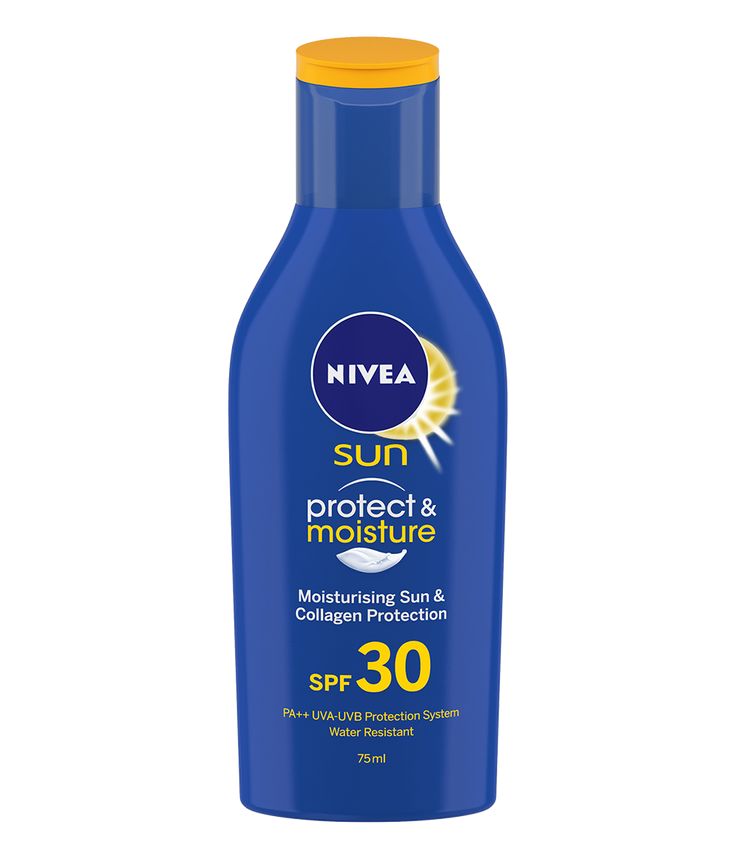 NIVEA
sun
protect &
moisture
Moisturising Sun &
Collagen Protection
SPF 30
PA++ UVA-UVB Protection System
Water Resistant
75ml